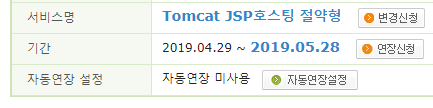 서비스명 Tomcat JSP호스팅 절약형 변경신청
기간 2019.04.29 ~ 2019.05.28 연장신청
자동연장 설정 자동연장 미사용 자동연장설정